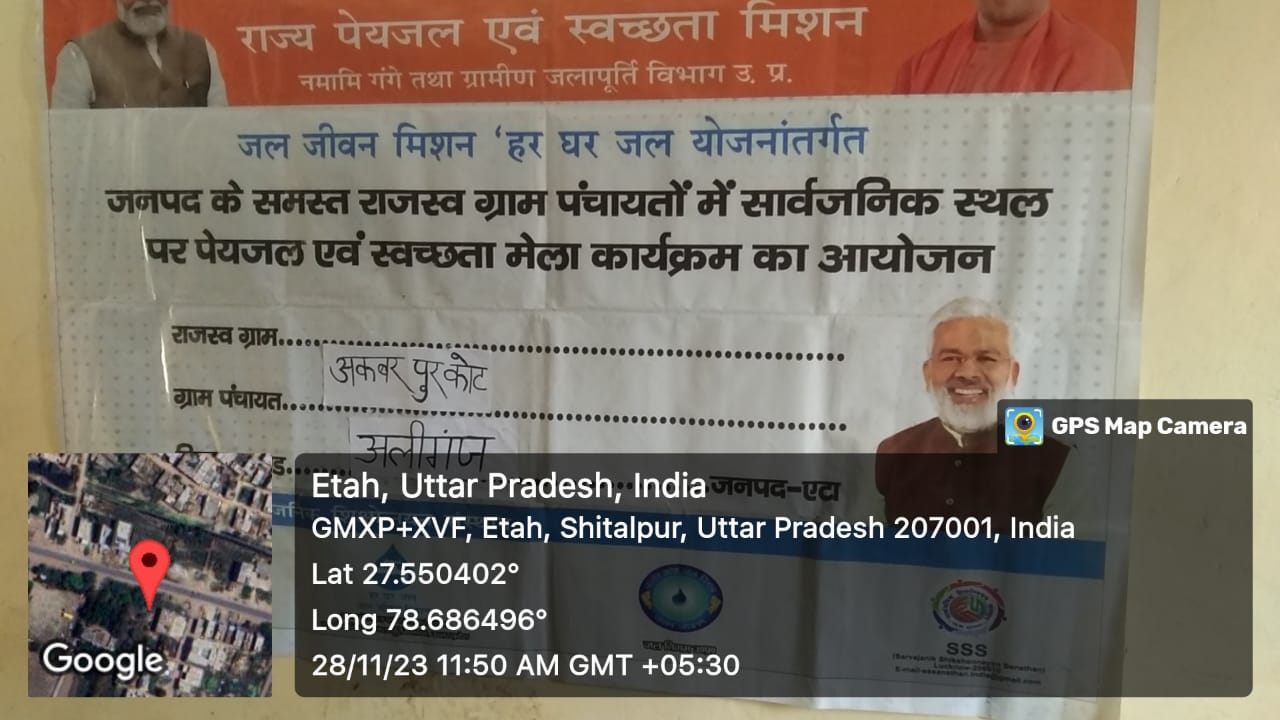 राज्य पेयजल एवं स्वच्छता मिशन
नमामि गंगे तथा ग्रामीण जलापूर्ति विभाग उ. प्र.
जल जीवन मिशन ‘हर घर जल योजनांतर्गत
जनपद के समस्त राजस्व ग्राम पंचायतों में सार्वजनिक स्थल
पर पेयजल एवं स्वच्छता मेला कार्यक्रम का आयोजन
राजस्व ग्राम
अकबर पुर कोट
ग्राम पंचायत
अलीगंज
जनपद-एटा
GPS Map Camera
Etah, Uttar Pradesh, India
GMXP+XVF, Etah, Shitalpur, Uttar Pradesh 207001, India
Lat 27.550402°
Long 78.686496°
28/11/23 11:50 AM GMT +05:30
Google
SSS